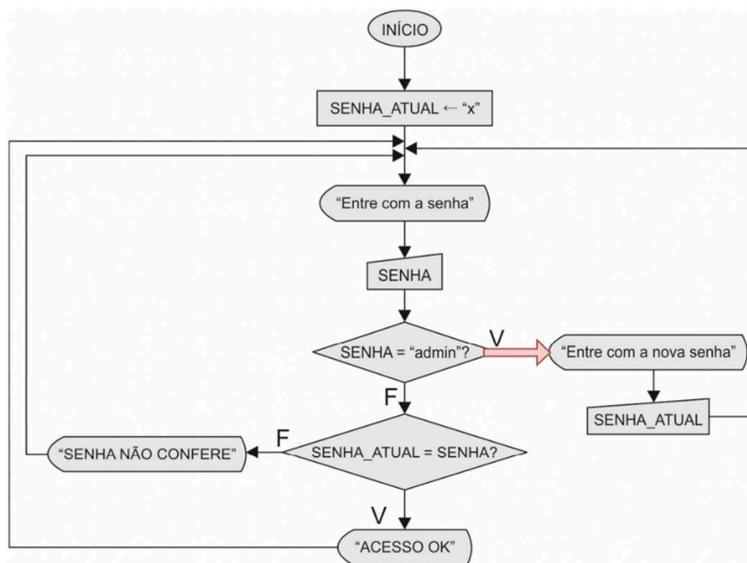 INÍCIO
SENHA_ATUAL ← “x”
“Entre com a senha”
SENHA
SENHA = “admin”?
V
“Entre com a nova senha”
F
SENHA_ATUAL
F
“SENHA NÃO CONFERE”
SENHA_ATUAL = SENHA?
V
“ACESSO OK”